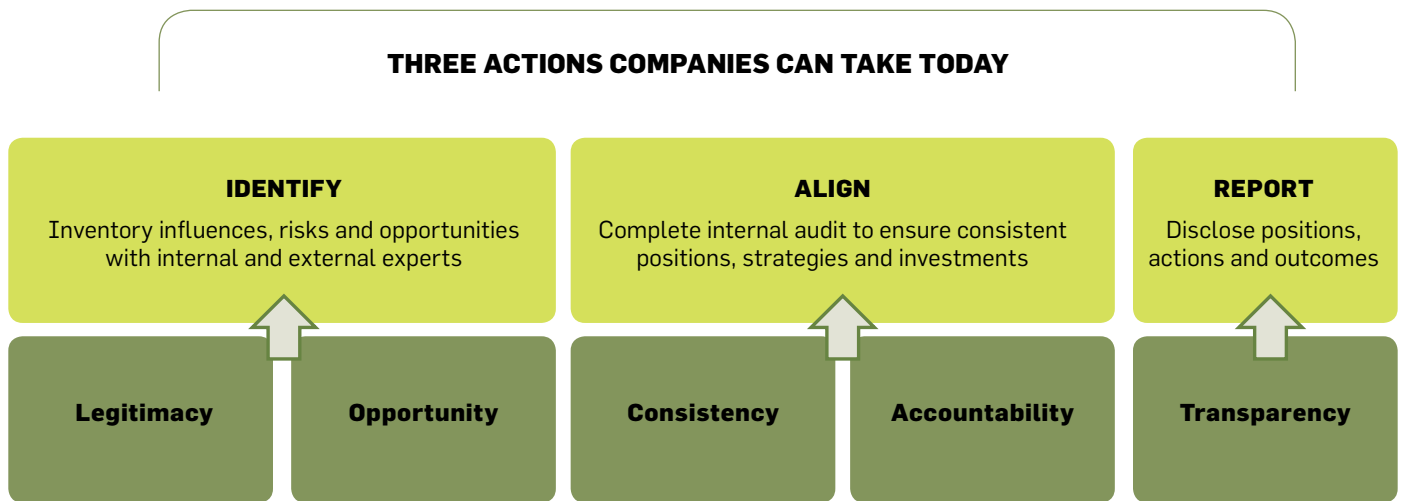 THREE ACTIONS COMPANIES CAN TAKE TODAY
IDENTIFY
Inventory influences, risks and opportunities
with internal and external experts
ALIGN
Complete internal audit to ensure consistent
positions, strategies and investments
REPORT
Disclose positions,
actions and outcomes
Legitimacy
Opportunity
Consistency
Accountability
Transparency